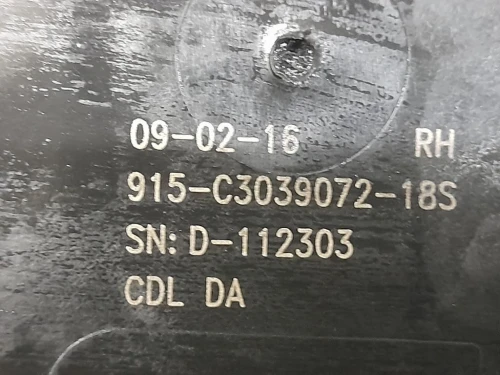 09-02-16 RH
915-C3039072-18S
SN: D-112303
CDL DA